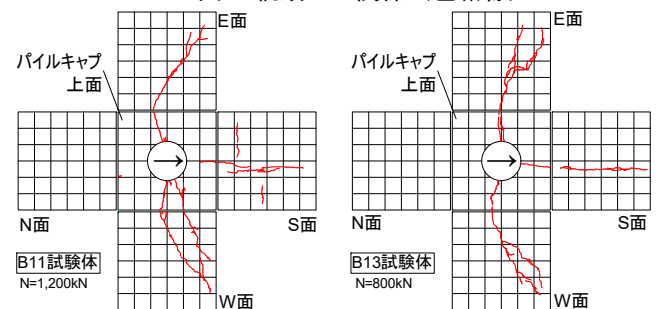 E面
パイルキャップ
上面
N面
S面
B11試験体
N=1,200kN
W面
E面
パイルキャップ
上面
N面
S面
B13試験体
N=800kN
W面